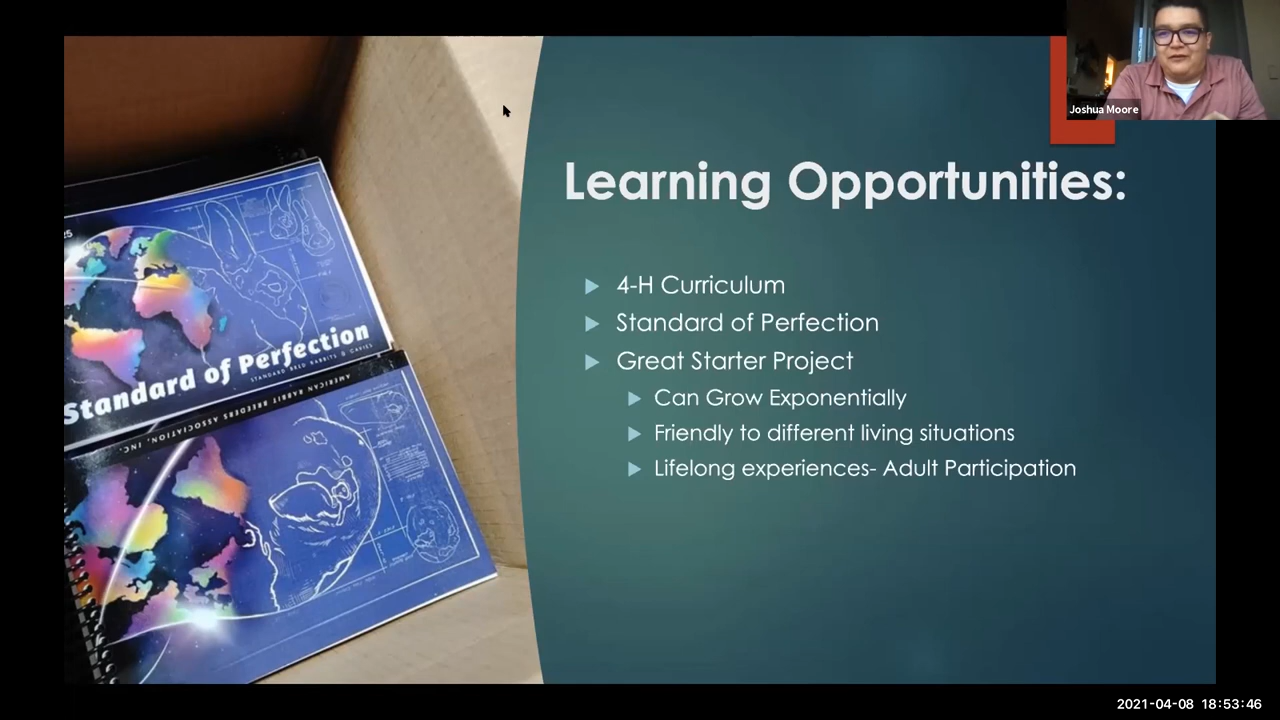 Joshua Moore
Learning Opportunities:
4-H Curriculum
Standard of Perfection
Great Starter Project
Can Grow Exponentially
Friendly to different living situations
Lifelong experiences- Adult Participation
Standard of Perfection
STANDARD BRED RABBITS & CAVIES
AMERICAN RABBIT BREEDERS ASSOCIATION, INC.
2021-04-08 18:53:46